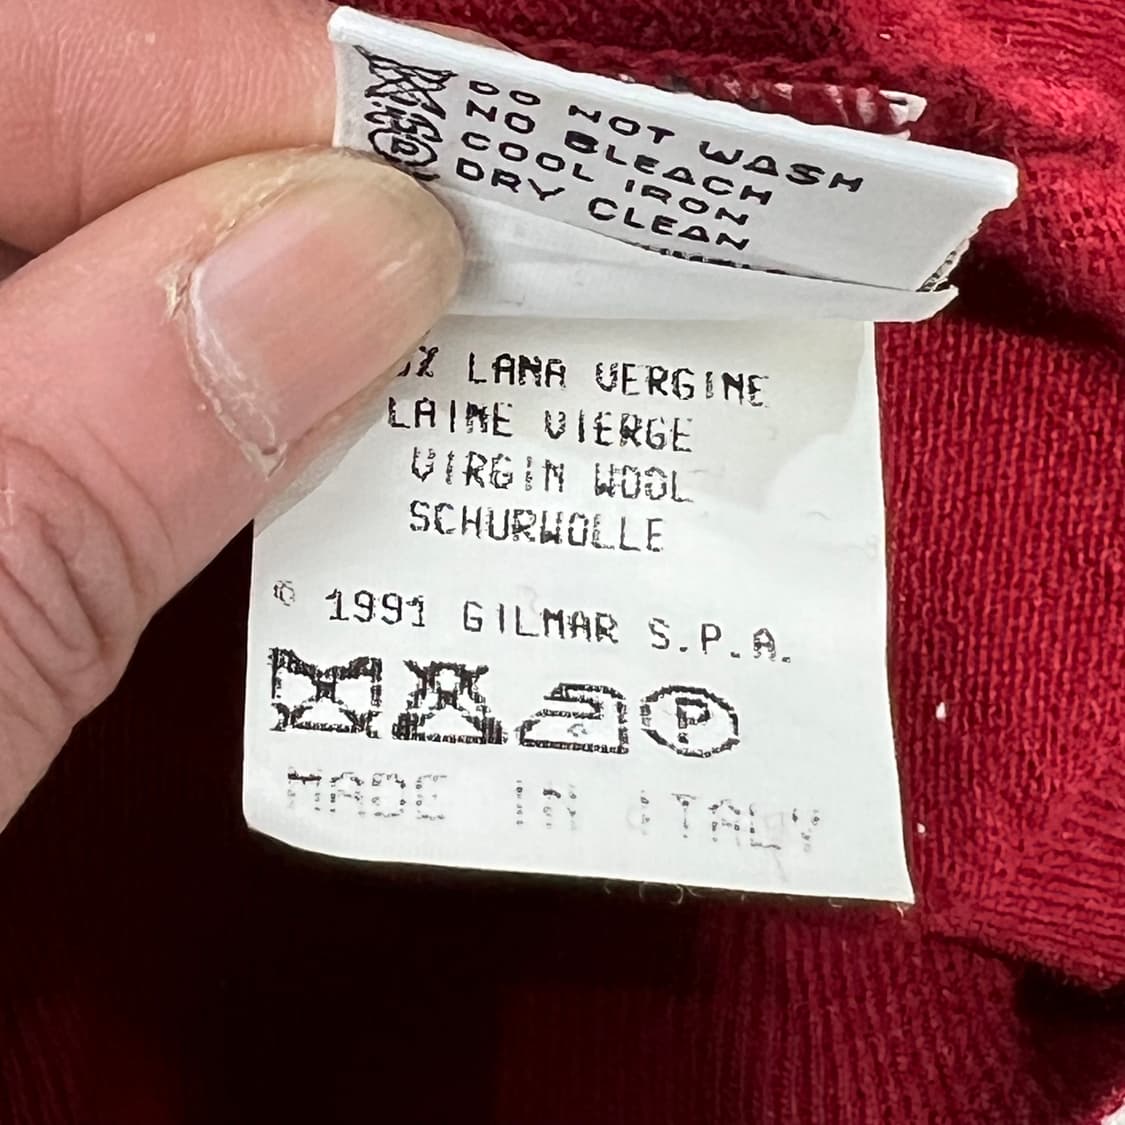 DO NOT WASH
NO BLEACH
COOL IRON
DRY CLEAN
% LANA VERGINE
LAINE VIERGE
VIRGIN WOOL
SCHURWOLLE
© 1991 GILMAR S.P.A.
P
MADE IN ITALY